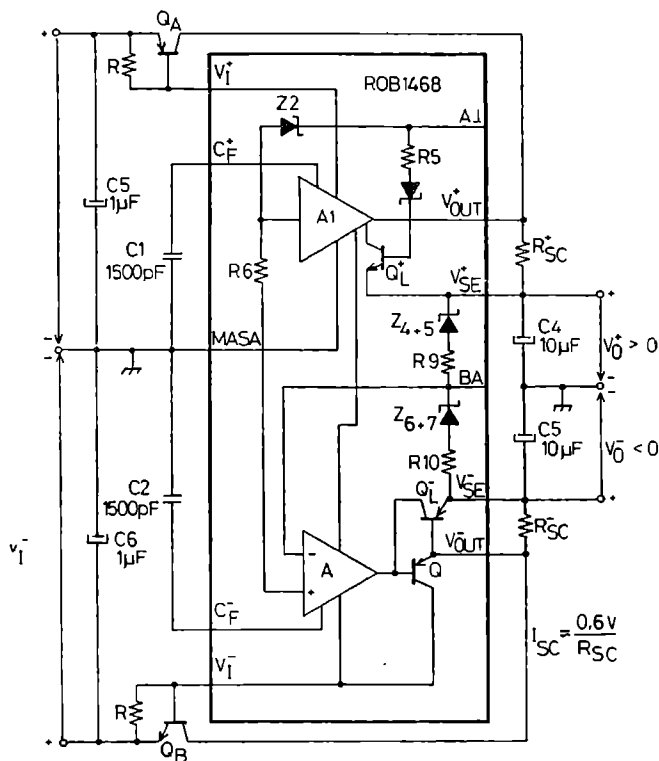 QA
R
VI+
ROB1468
Z2
A⊥
CF+
R5
C5
1µF
A1
VOUT+
C1
1500pF
R6
QL+
RSC+
VSE+
+
Z4÷5
C4
10µF
VO+ > 0
MASA
R9
BA
Z6÷7
C5
10µF
VO- < 0
R10
VSE-
QL-
C2
1500pF
RSC-
VOUT-
C6
1µF
vI-
A
Q
CF-
ISC = 0,6V
RSC
VI-
R
QB